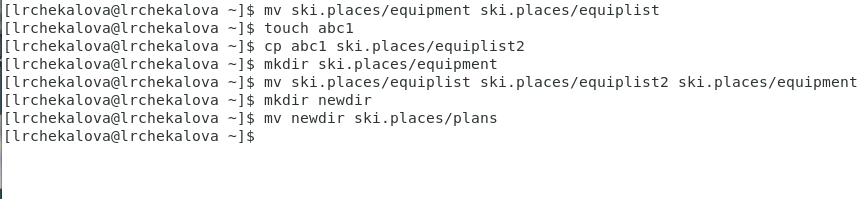 [lrchekalova@lrchekalova ~]$ mv ski.places/equipment ski.places/equiplist
[lrchekalova@lrchekalova ~]$ touch abc1
[lrchekalova@lrchekalova ~]$ cp abc1 ski.places/equiplist2
[lrchekalova@lrchekalova ~]$ mkdir ski.places/equipment
[lrchekalova@lrchekalova ~]$ mv ski.places/equiplist ski.places/equiplist2 ski.places/equipment
[lrchekalova@lrchekalova ~]$ mkdir newdir
[lrchekalova@lrchekalova ~]$ mv newdir ski.places/plans
[lrchekalova@lrchekalova ~]$